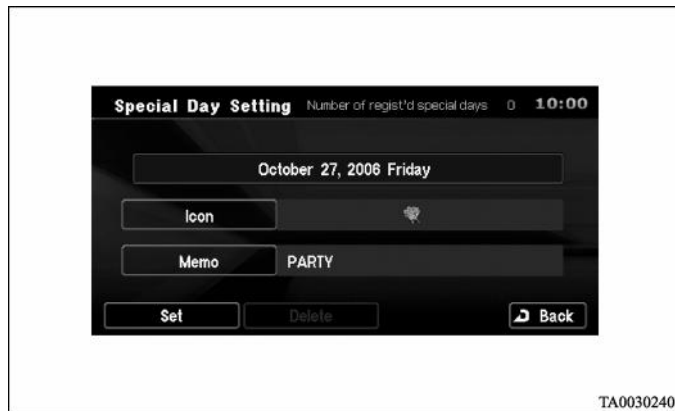 Special Day Setting Number of regist'd special days 0 10:00
October 27, 2006 Friday
Icon
Memo PARTY
Set Delete Back
TA0030240